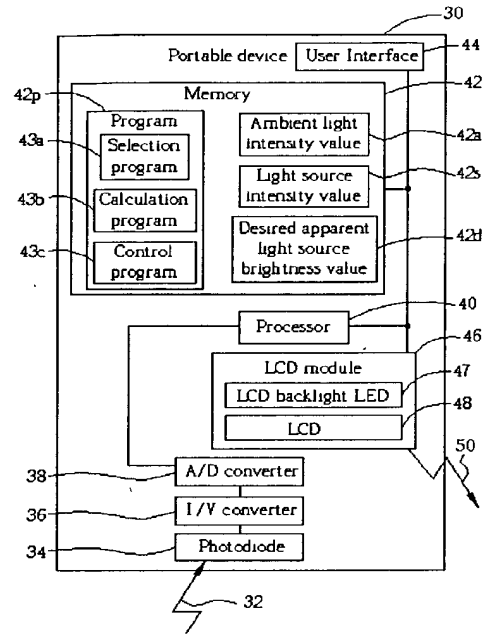 30
Portable device
User Interface
44
42p
Memory
42
Program
43a
Selection
program
Ambient light
intensity value
42a
43b
Calculation
program
Light source
intensity value
42s
43c
Control
program
Desired apparent
light source
brightness value
42d
40
Processor
46
LCD module
47
LCD backlight LED
48
LCD
50
38
A/D converter
36
I/V converter
34
Photodiode
32